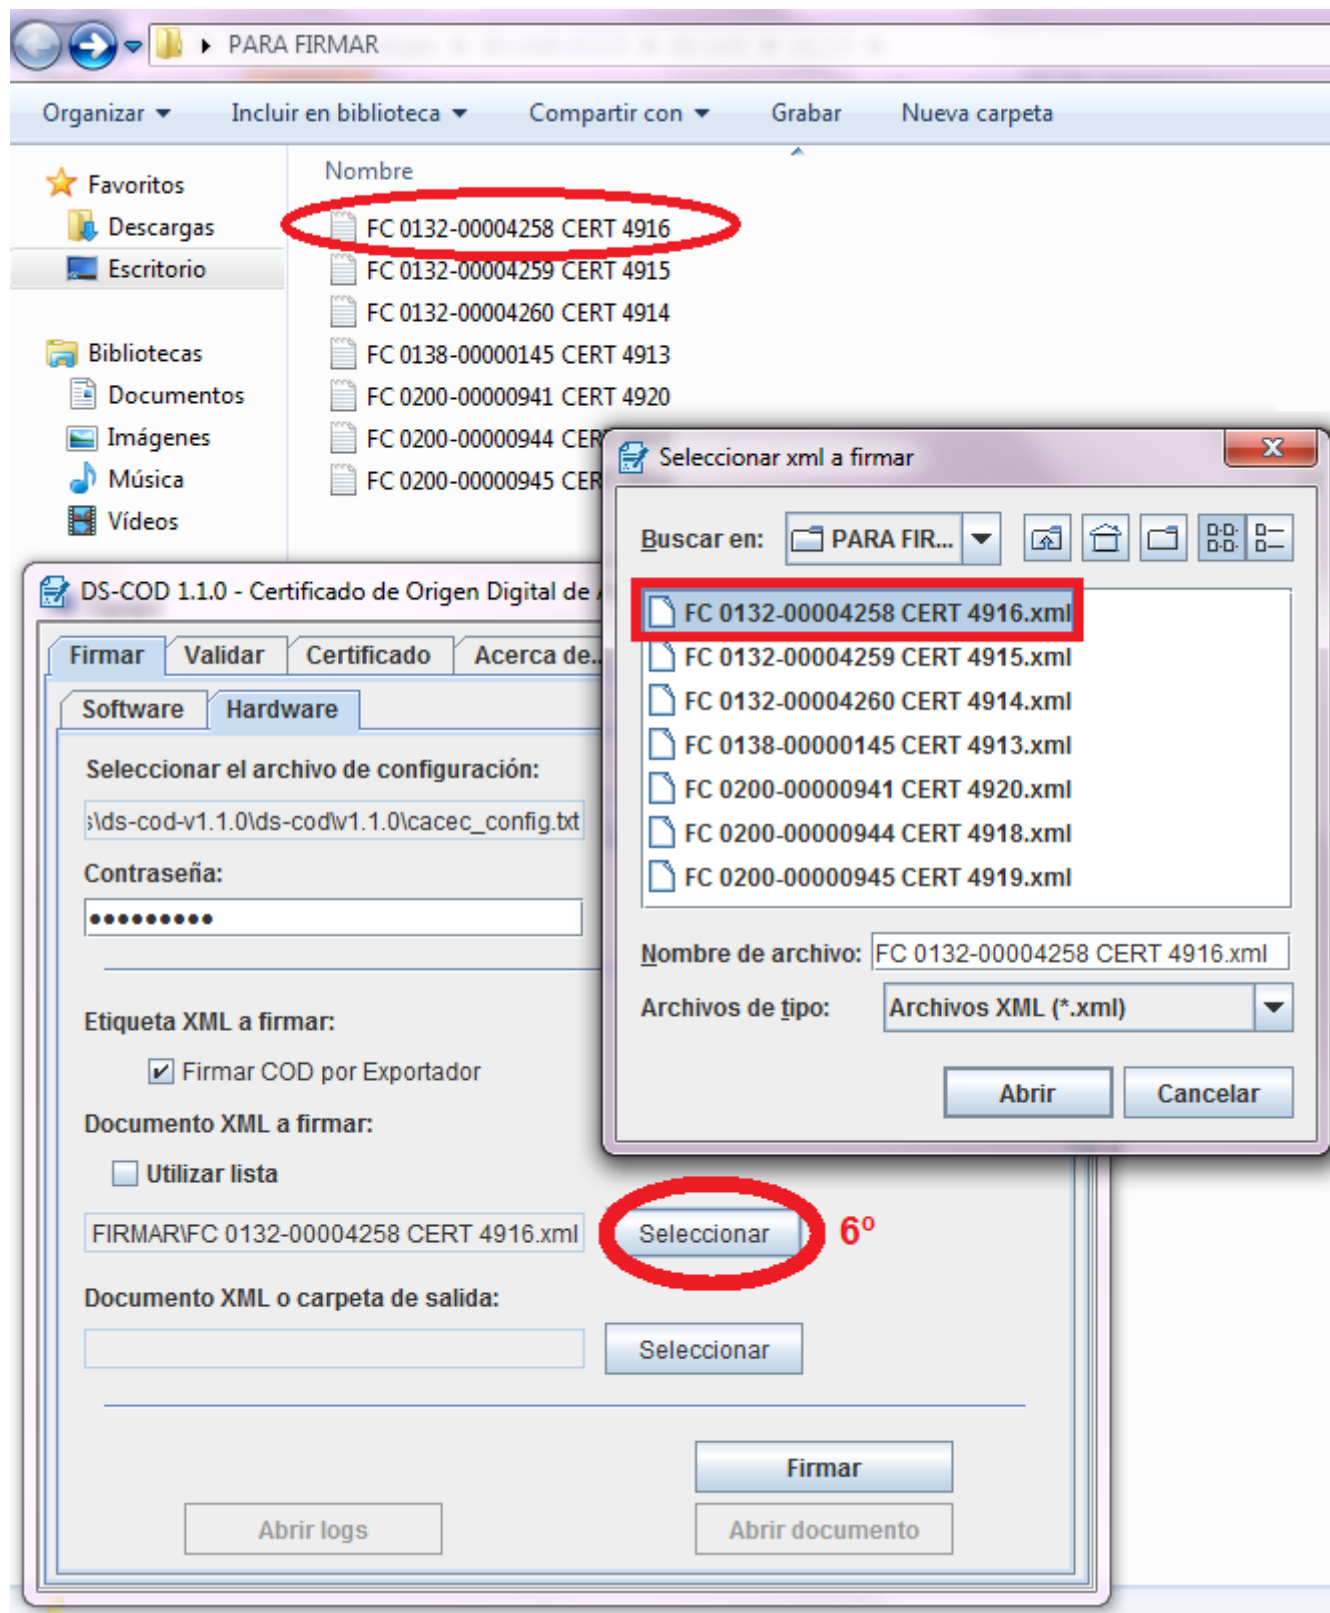 PARA FIRMAR
Organizar Incluir en biblioteca Compartir con Grabar Nueva carpeta
Favoritos
Descargas
Escritorio
Bibliotecas
Documentos
Imágenes
Música
Vídeos
Nombre
FC 0132-00004258 CERT 4916
FC 0132-00004259 CERT 4915
FC 0132-00004260 CERT 4914
FC 0138-00000145 CERT 4913
FC 0200-00000941 CERT 4920
FC 0200-00000944 CER
FC 0200-00000945 CER
Seleccionar xml a firmar
Buscar en: PARA FIR...
FC 0132-00004258 CERT 4916.xml
FC 0132-00004259 CERT 4915.xml
FC 0132-00004260 CERT 4914.xml
FC 0138-00000145 CERT 4913.xml
FC 0200-00000941 CERT 4920.xml
FC 0200-00000944 CERT 4918.xml
FC 0200-00000945 CERT 4919.xml
Nombre de archivo: FC 0132-00004258 CERT 4916.xml
Archivos de tipo: Archivos XML (*.xml)
Abrir Cancelar
DS-COD 1.1.0 - Certificado de Origen Digital de
Firmar Validar Certificado Acerca de..
Software Hardware
Seleccionar el archivo de configuración:
s\ds-cod-v1.1.0\ds-cod\v1.1.0\cacec_config.txt
Contraseña:
•••••••••
Etiqueta XML a firmar:
Firmar COD por Exportador
Documento XML a firmar:
Utilizar lista
FIRMAR\FC 0132-00004258 CERT 4916.xml Seleccionar 6º
Documento XML o carpeta de salida:
Seleccionar
Firmar
Abrir logs Abrir documento